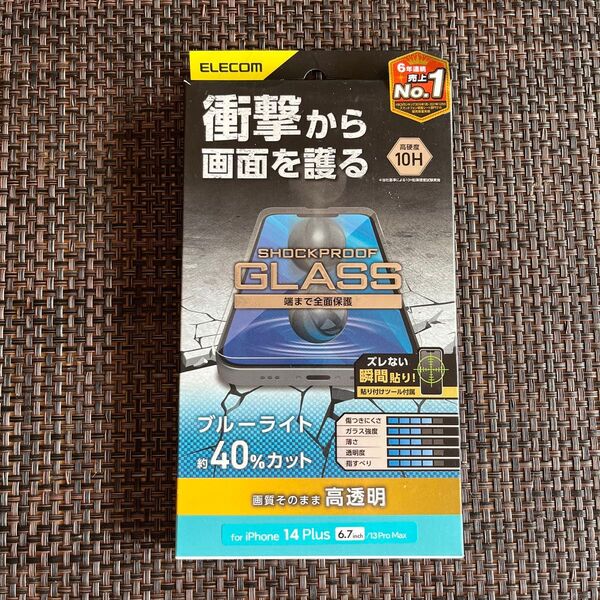 ELECOM
6年連続
売上
No.1
衝撃から
画面を護る
高硬度
10H
SHOCKPROOF
GLASS
端まで全面保護
ズレない
瞬間貼り!
貼り付けツール付属
ブルーライト
約40%カット
傷つきにくさ
ガラス強度
薄さ
透明度
指すべり
画質そのまま 高透明
for iPhone 14 Plus 6.7inch /13 Pro Max